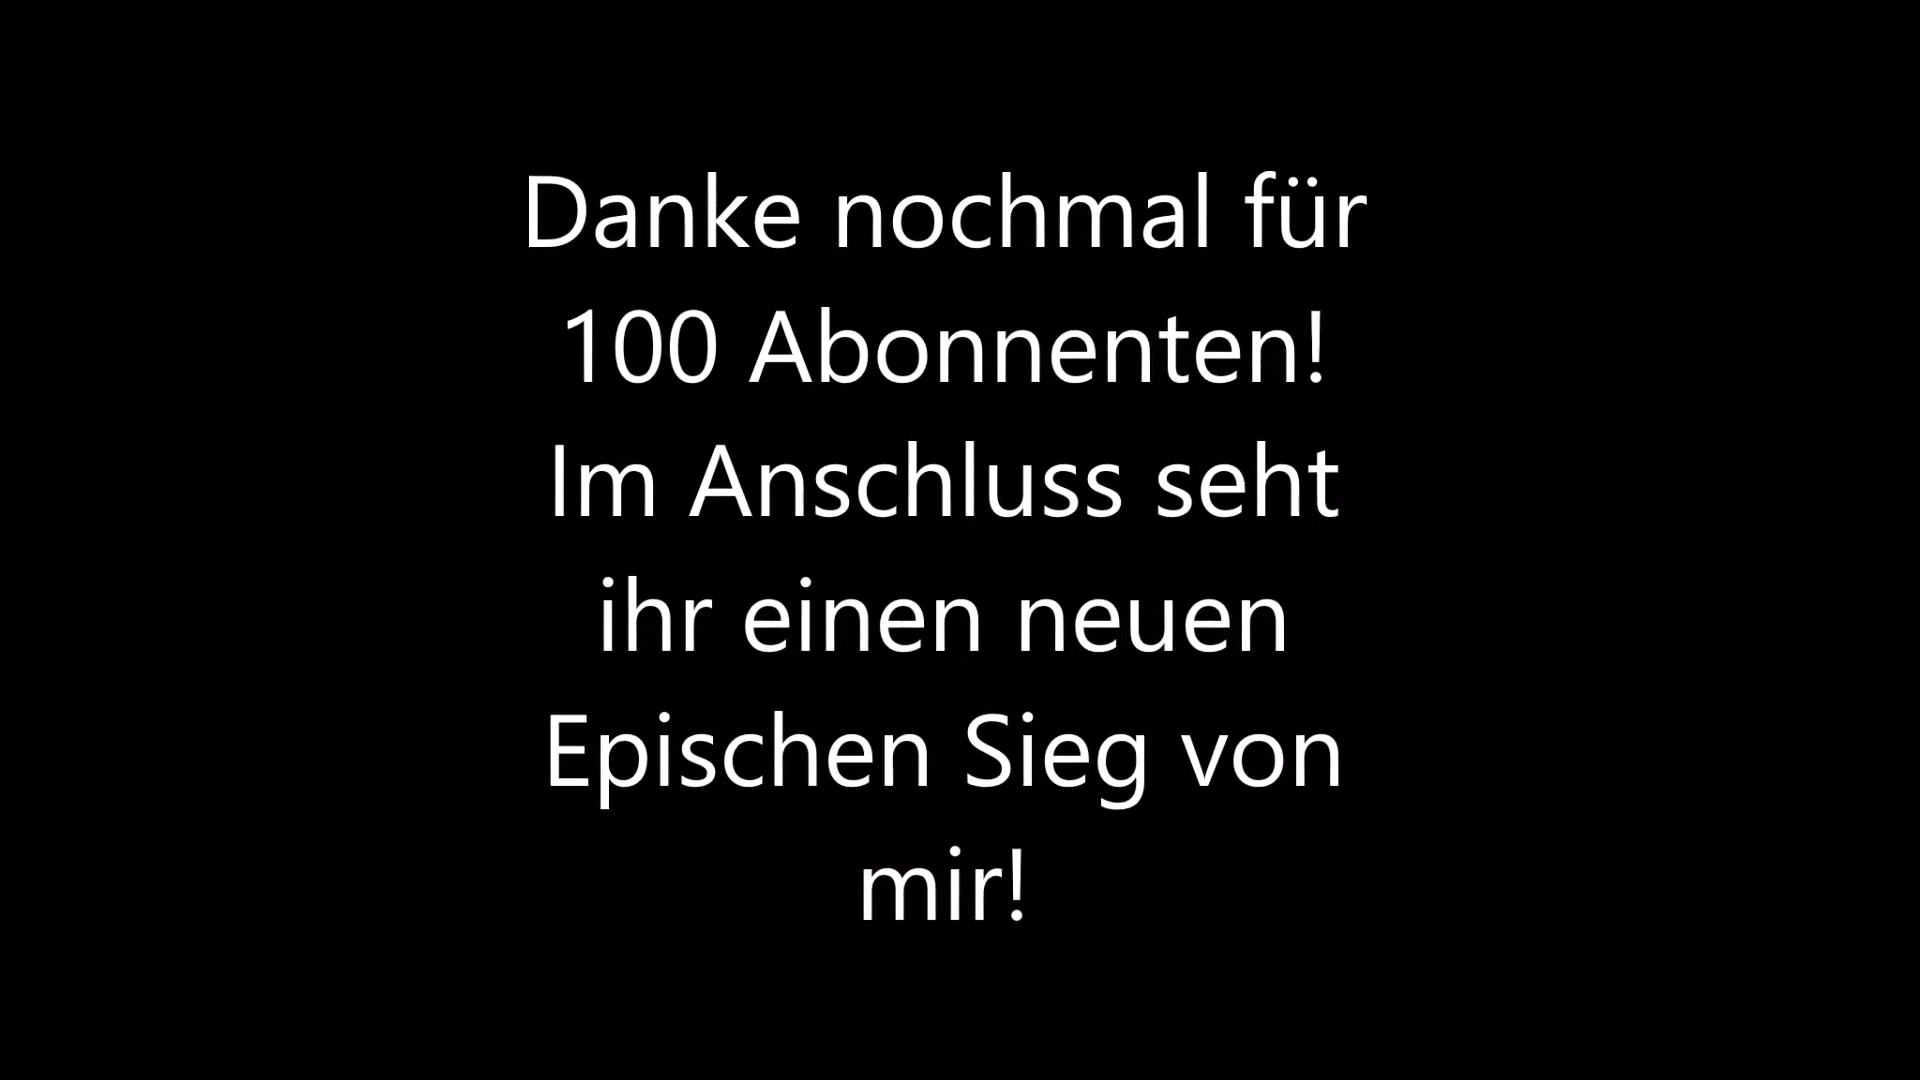 Danke nochmal für
100 Abonnenten!
Im Anschluss seht
ihr einen neuen
Epischen Sieg von
mir!